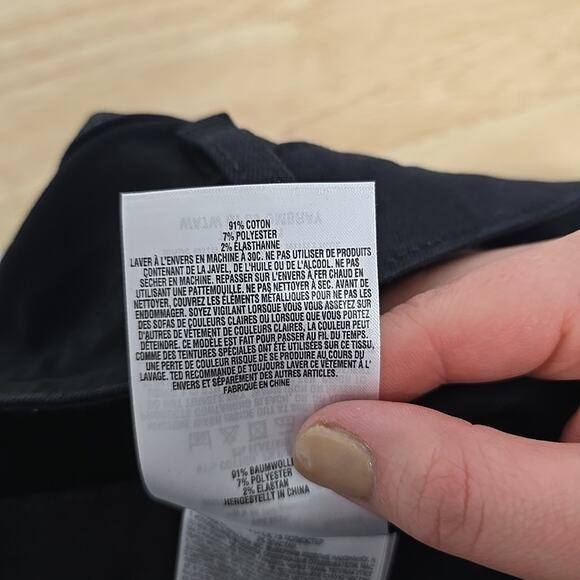 91% COTON
7% POLYESTER
2% ÉLASTHANNE
LAVER À L'ENVERS EN MACHINE À 30C. NE PAS UTILISER DE PRODUITS
CONTENANT DE LA JAVEL, DE L'HUILE OU DE L'ALCOOL. NE PAS
SÉCHER EN MACHINE. REPASSER SUR L'ENVERS À FER CHAUD EN
UTILISANT UNE PATTEMOUILLE. NE PAS NETTOYER À SEC. AVANT DE
NETTOYER, COUVREZ LES ÉLÉMENTS MÉTALLIQUES POUR NE PAS LES
ENDOMMAGER. SOYEZ VIGILANT LORSQUE VOUS VOUS ASSEYEZ SUR
DES SOFAS DE COULEURS CLAIRES OU LORSQUE QUE VOUS PORTEZ
D'AUTRES DE VÊTEMENT DE COULEURS CLAIRES, LA COULEUR PEUT
DÉTEINDRE. CE MODÈLE EST FAIT POUR PASSER AU FIL DU TEMPS.
COMME DES TEINTURES SPÉCIALES ONT ÉTÉ UTILISÉES SUR CE TISSU,
UNE PERTE DE COULEUR RISQUE DE SE PRODUIRE AU COURS DU
LAVAGE. TED RECOMMANDE DE TOUJOURS LAVER CE VÊTEMENT À L'
ENVERS ET SÉPARÉMENT DES AUTRES ARTICLES.
FABRIQUÉ EN CHINE
91% BAUMWOLLE
7% POLYESTER
2% ELASTAN
HERGESTELLT IN CHINA